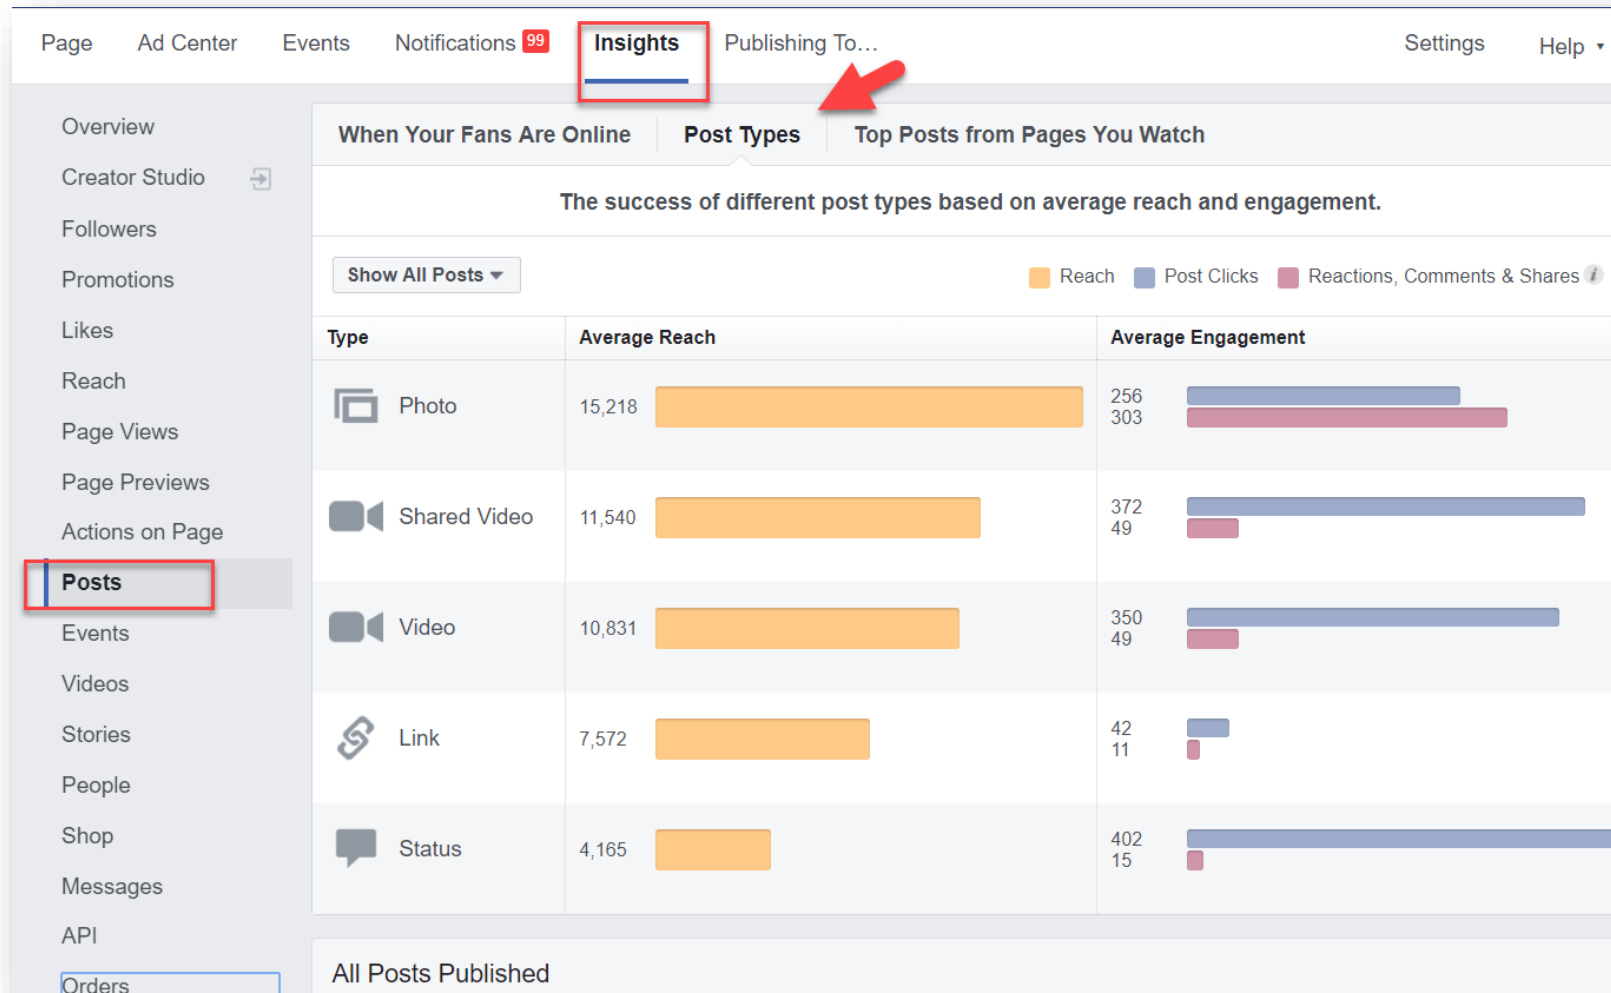 Page Ad Center Events Notifications 99 Insights Publishing To... Settings Help
Overview
Creator Studio
Followers
Promotions
Likes
Reach
Page Views
Page Previews
Actions on Page
Posts
Events
Videos
Stories
People
Shop
Messages
API
Orders
When Your Fans Are Online Post Types Top Posts from Pages You Watch
The success of different post types based on average reach and engagement.
Show All Posts Reach Post Clicks Reactions, Comments & Shares i
Type Average Reach Average Engagement
Photo 15,218 256
303
Shared Video 11,540 372
49
Video 10,831 350
49
Link 7,572 42
11
Status 4,165 402
15
All Posts Published